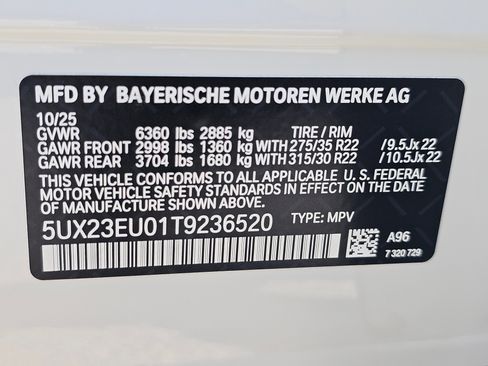 MFD BY BAYERISCHE MOTOREN WERKE AG
10/25
GVWR 6360 lbs 2885 kg TIRE / RIM
GAWR FRONT 2998 lbs 1360 kg WITH 275/35 R22 /9.5Jx 22
GAWR REAR 3704 lbs 1680 kg WITH 315/30 R22 /10.5Jx 22
THIS VEHICLE CONFORMS TO ALL APPLICABLE U. S. FEDERAL
MOTOR VEHICLE SAFETY STANDARDS IN EFFECT ON THE DATE
OF MANUFACTURE SHOWN ABOVE.
5UX23EU01T9236520 TYPE: MPV
A96
7 320 729